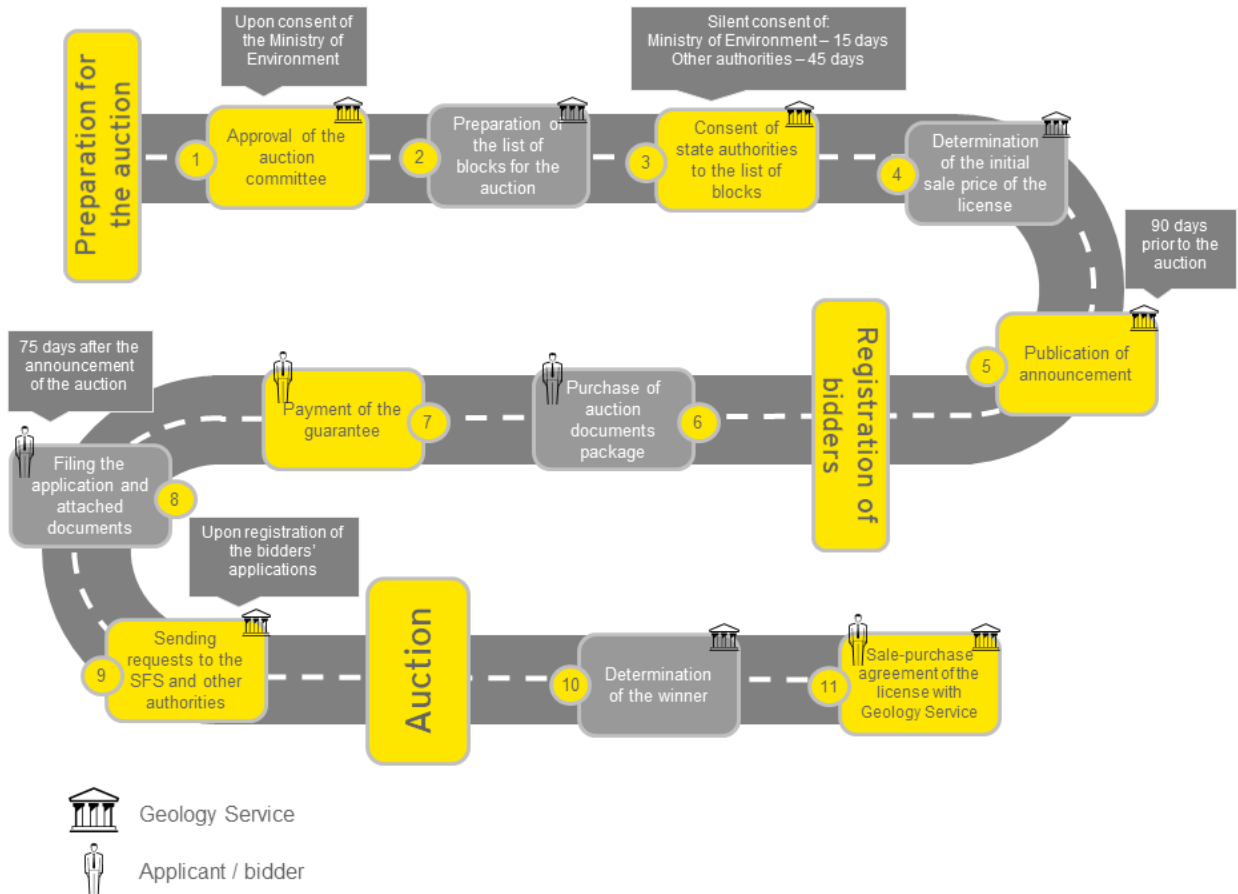 Preparation for
the auction
Upon consent of
the Ministry of
Environment
1
Approval of the
auction
committee
2
Preparation of
the list of
blocks for the
auction
Silent consent of:
Ministry of Environment – 15 days
Other authorities – 45 days
3
Consent of
state authorities
to the list of
blocks
4
Determination
of the initial
sale price of the
license
90 days
prior to the
auction
5
Publication of
announcement
Registration of
bidders
6
Purchase of
auction
documents
package
7
Payment of the
guarantee
75 days after the
announcement
of the auction
8
Filing the
application and
attached
documents
Upon registration of
the bidders’
applications
9
Sending
requests to the
SFS and other
authorities
Auction
10
Determination
of the winner
11
Sale-purchase
agreement of the
license with
Geology Service
Geology Service
Applicant / bidder